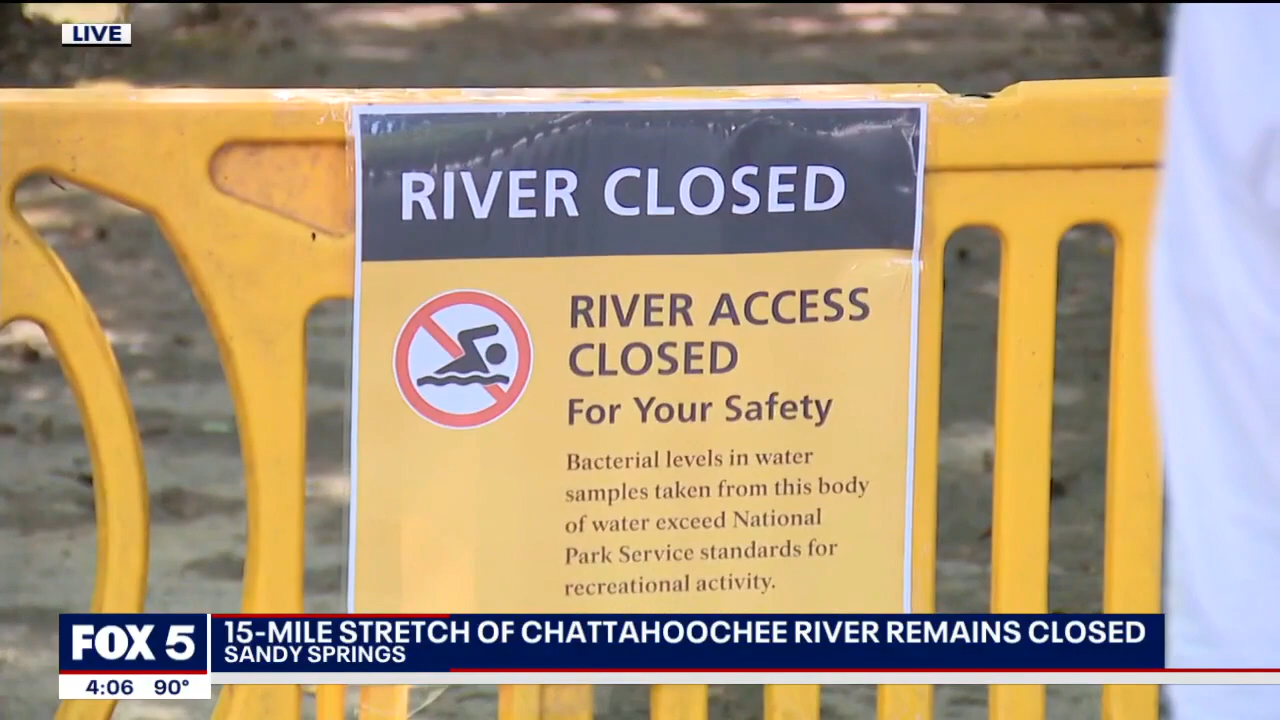 LIVE
RIVER CLOSED
RIVER ACCESS
CLOSED
For Your Safety
Bacterial levels in water
samples taken from this body
of water exceed National
Park Service standards for
recreational activity.
FOX 5
15-MILE STRETCH OF CHATTAHOOCHEE RIVER REMAINS CLOSED
SANDY SPRINGS
4:06 90°